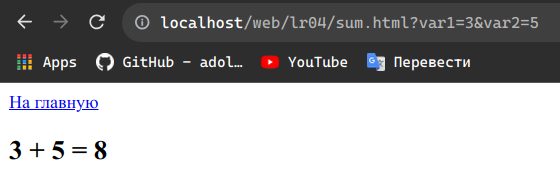 localhost/web/lr04/sum.html?var1=3&var2=5
Apps GitHub - adol... YouTube Перевести
На главную
3 + 5 = 8